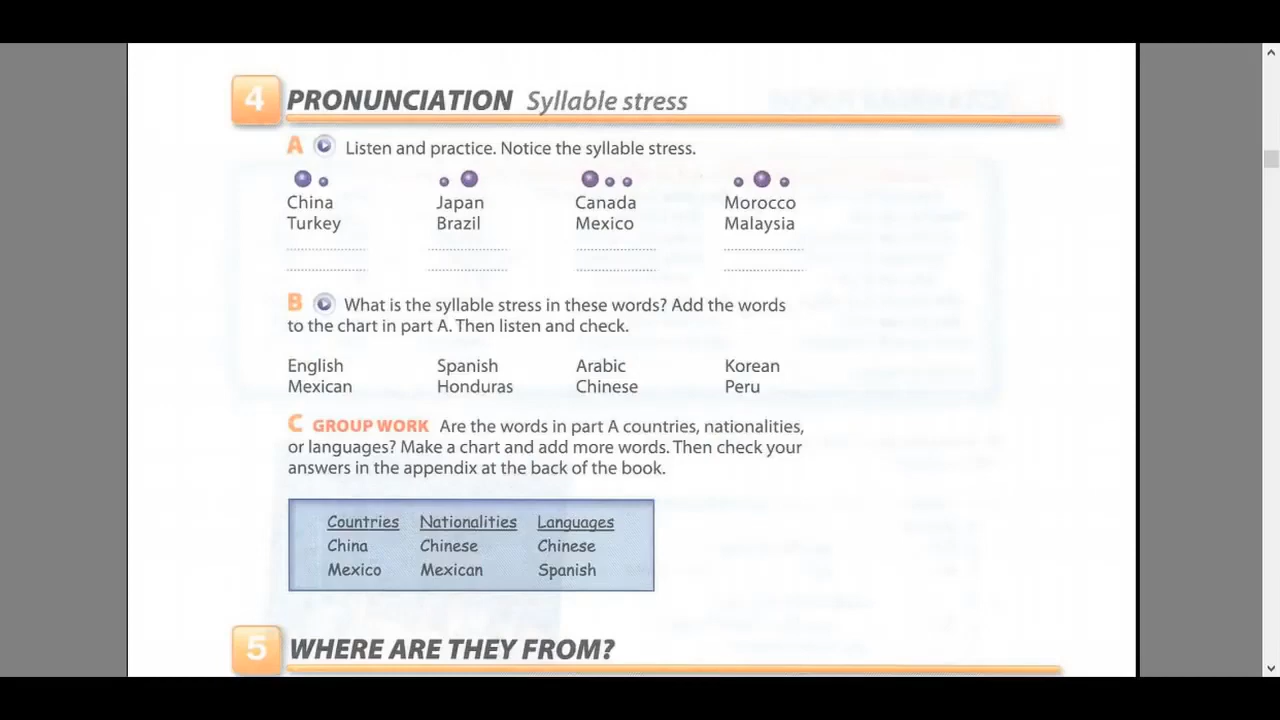 4 PRONUNCIATION Syllable stress
A Listen and practice. Notice the syllable stress.
China Japan Canada Morocco
Turkey Brazil Mexico Malaysia
B What is the syllable stress in these words? Add the words
to the chart in part A. Then listen and check.
English Spanish Arabic Korean
Mexican Honduras Chinese Peru
C GROUP WORK Are the words in part A countries, nationalities,
or languages? Make a chart and add more words. Then check your
answers in the appendix at the back of the book.
Countries Nationalities Languages
China Chinese Chinese
Mexico Mexican Spanish
5 WHERE ARE THEY FROM?